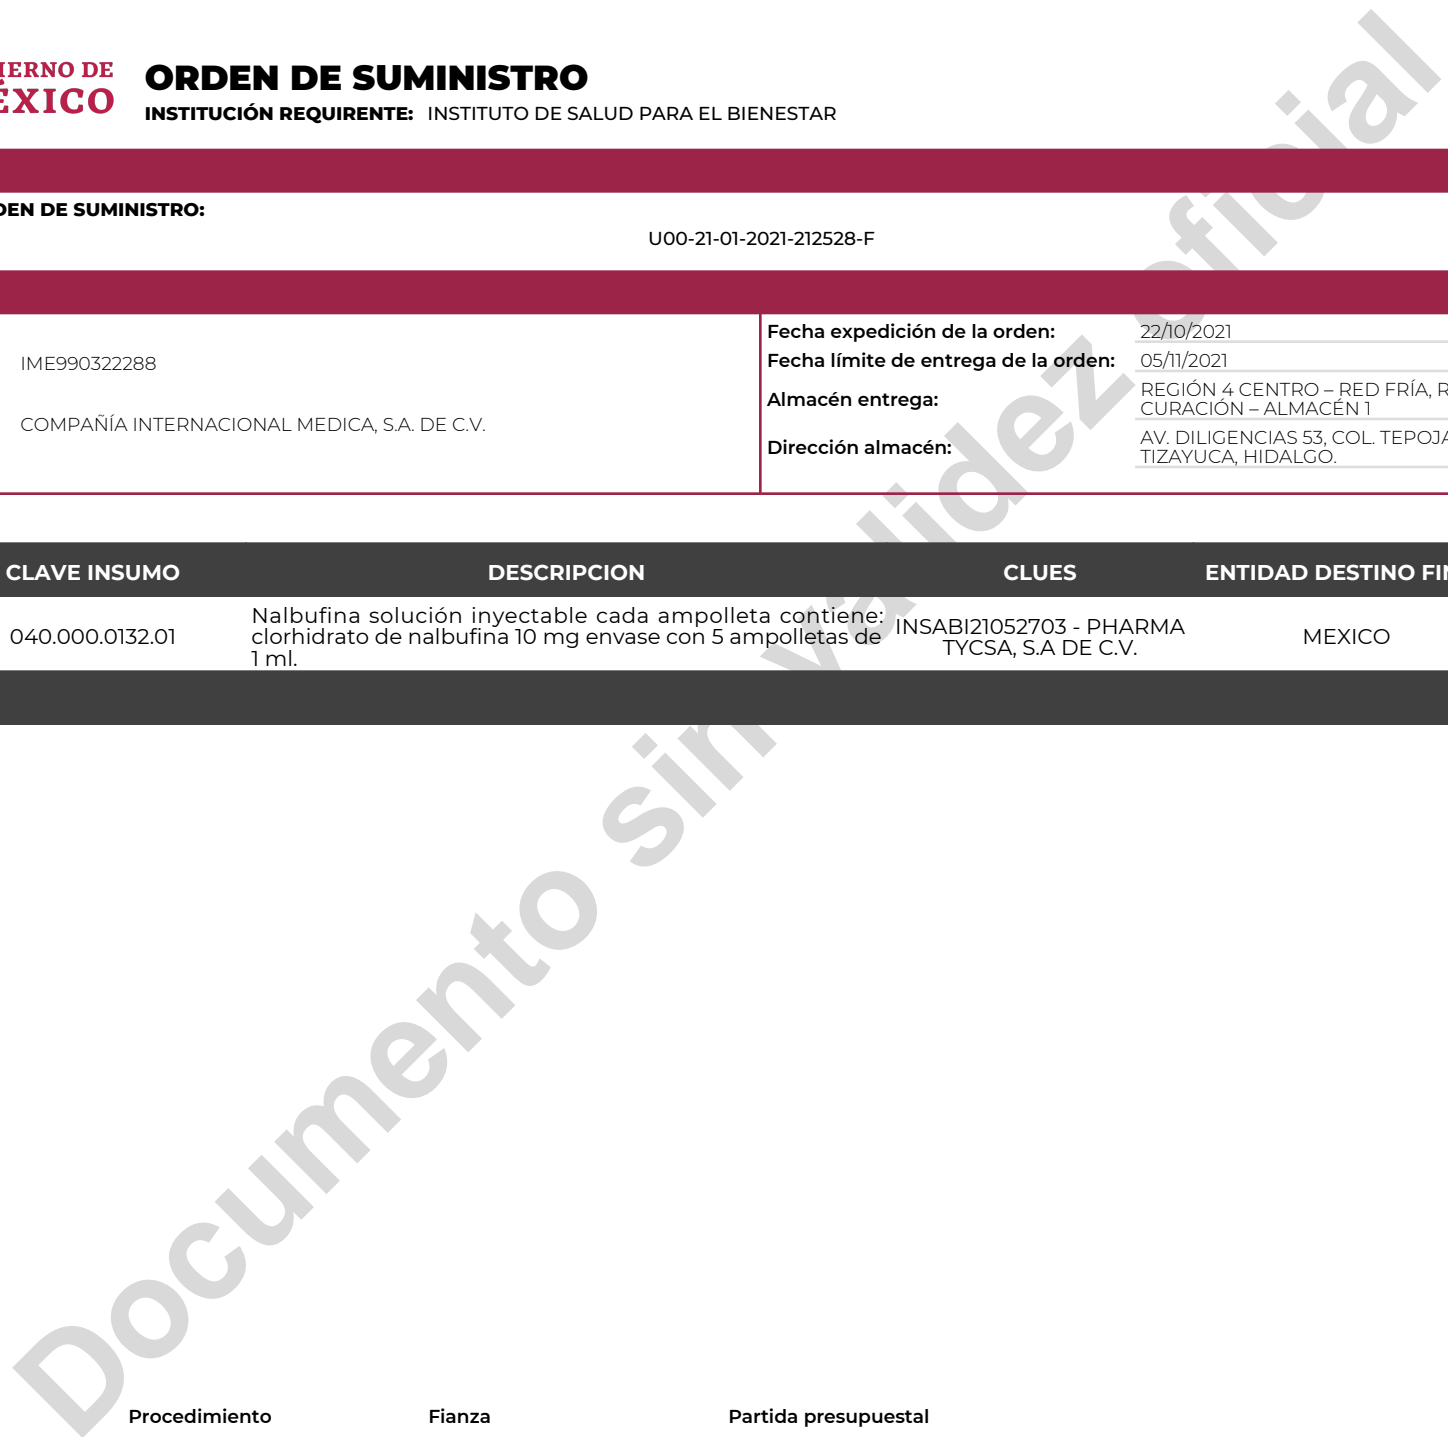 IERNO DE
ÉXICO
ORDEN DE SUMINISTRO
INSTITUCIÓN REQUIRENTE: INSTITUTO DE SALUD PARA EL BIENESTAR
DEN DE SUMINISTRO:
U00-21-01-2021-212528-F
IME990322288
COMPAÑÍA INTERNACIONAL MEDICA, S.A. DE C.V.
Fecha expedición de la orden: 22/10/2021
Fecha límite de entrega de la orden: 05/11/2021
Almacén entrega: REGIÓN 4 CENTRO – RED FRÍA, R
CURACIÓN – ALMACÉN 1
Dirección almacén: AV. DILIGENCIAS 53, COL. TEPOJA
TIZAYUCA, HIDALGO.
CLAVE INSUMO DESCRIPCION CLUES ENTIDAD DESTINO FIN
040.000.0132.01
Nalbufina solución inyectable cada ampolleta contiene:
clorhidrato de nalbufina 10 mg envase con 5 ampolletas de
1 ml.
INSABI21052703 - PHARMA
TYCSA, S.A DE C.V.
MEXICO
Documento sin validez oficial
Procedimiento Fianza Partida presupuestal